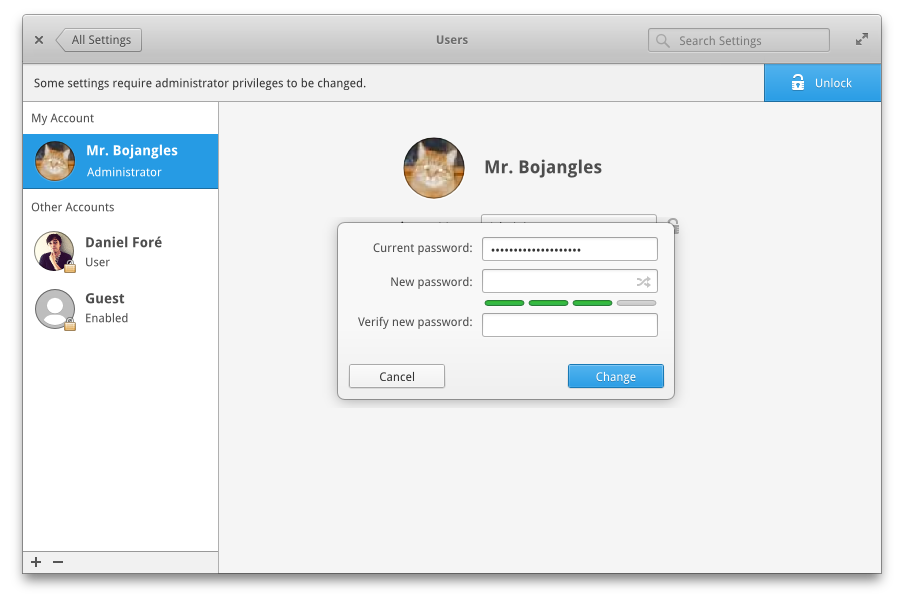 All Settings
Users
Search Settings
Some settings require administrator privileges to be changed.
Unlock
My Account
Mr. Bojangles
Administrator
Other Accounts
Daniel Foré
User
Guest
Enabled
Mr. Bojangles
Current password:
••••••••••••••••••••
New password:
Verify new password:
Cancel
Change